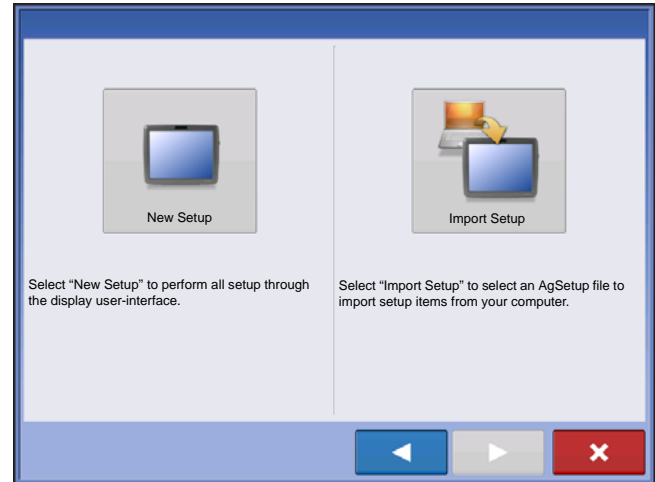 New Setup
Select “New Setup” to perform all setup through
the display user-interface.
Import Setup
Select “Import Setup” to select an AgSetup file to
import setup items from your computer.